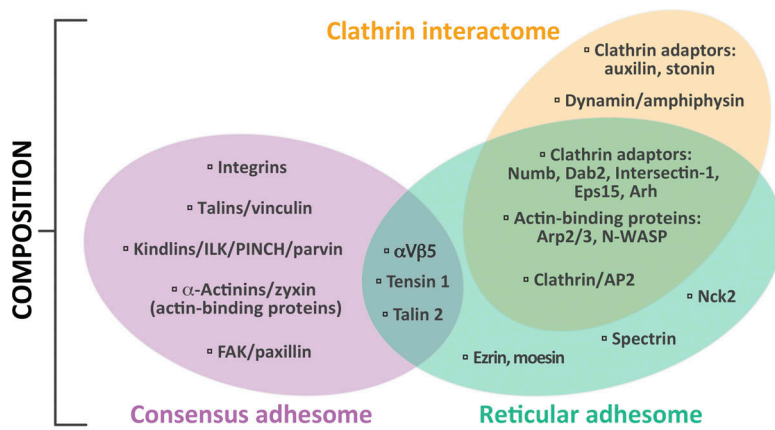 Clathrin interactome
▫ Clathrin adaptors:
auxilin, stonin
▫ Dynamin/amphiphysin
COMPOSITION
▫ Integrins
▫ Talins/vinculin
▫ Kindlins/ILK/PINCH/parvin
▫ α-Actinins/zyxin
(actin-binding proteins)
▫ FAK/paxillin
▫ αVβ5
▫ Tensin 1
▫ Talin 2
▫ Clathrin adaptors:
Numb, Dab2, Intersectin-1,
Eps15, Arh
▫ Actin-binding proteins:
Arp2/3, N-WASP
▫ Clathrin/AP2
▫ Nck2
▫ Spectrin
▫ Ezrin, moesin
Consensus adhesome
Reticular adhesome